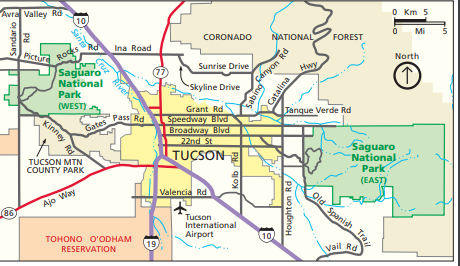 Avra Valley Rd
10
0 Km 5
0 Mi 5
Sandario Rd
Picture Rocks Rd
Ina Road
Santa Cruz River
CORONADO NATIONAL FOREST
North
Sunrise Drive
Sabino Canyon Rd
Catalina Hwy
77
Skyline Drive
Saguaro
National
Park
(WEST)
Grant Rd
Tanque Verde Rd
Speedway Blvd
Kinney Rd
Gates Pass Rd
Broadway Blvd
22nd St
TUCSON
TUCSON MTN
COUNTY PARK
Saguaro
National
Park
(EAST)
Kolb Rd
Houghton Rd
Valencia Rd
Old Spanish Trail
86
Ajo Way
Tucson
International
Airport
TOHONO O'ODHAM
RESERVATION
19
10
Vail Rd